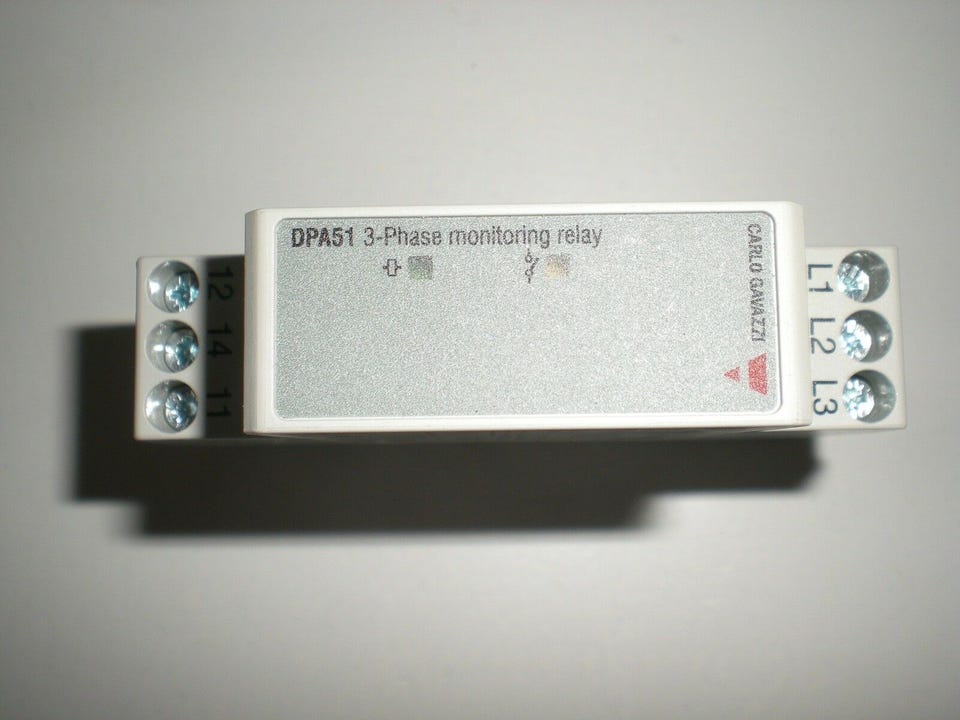 DPA51 3-Phase monitoring relay
CARLO GAVAZZI
12
14
11
L1
L2
L3